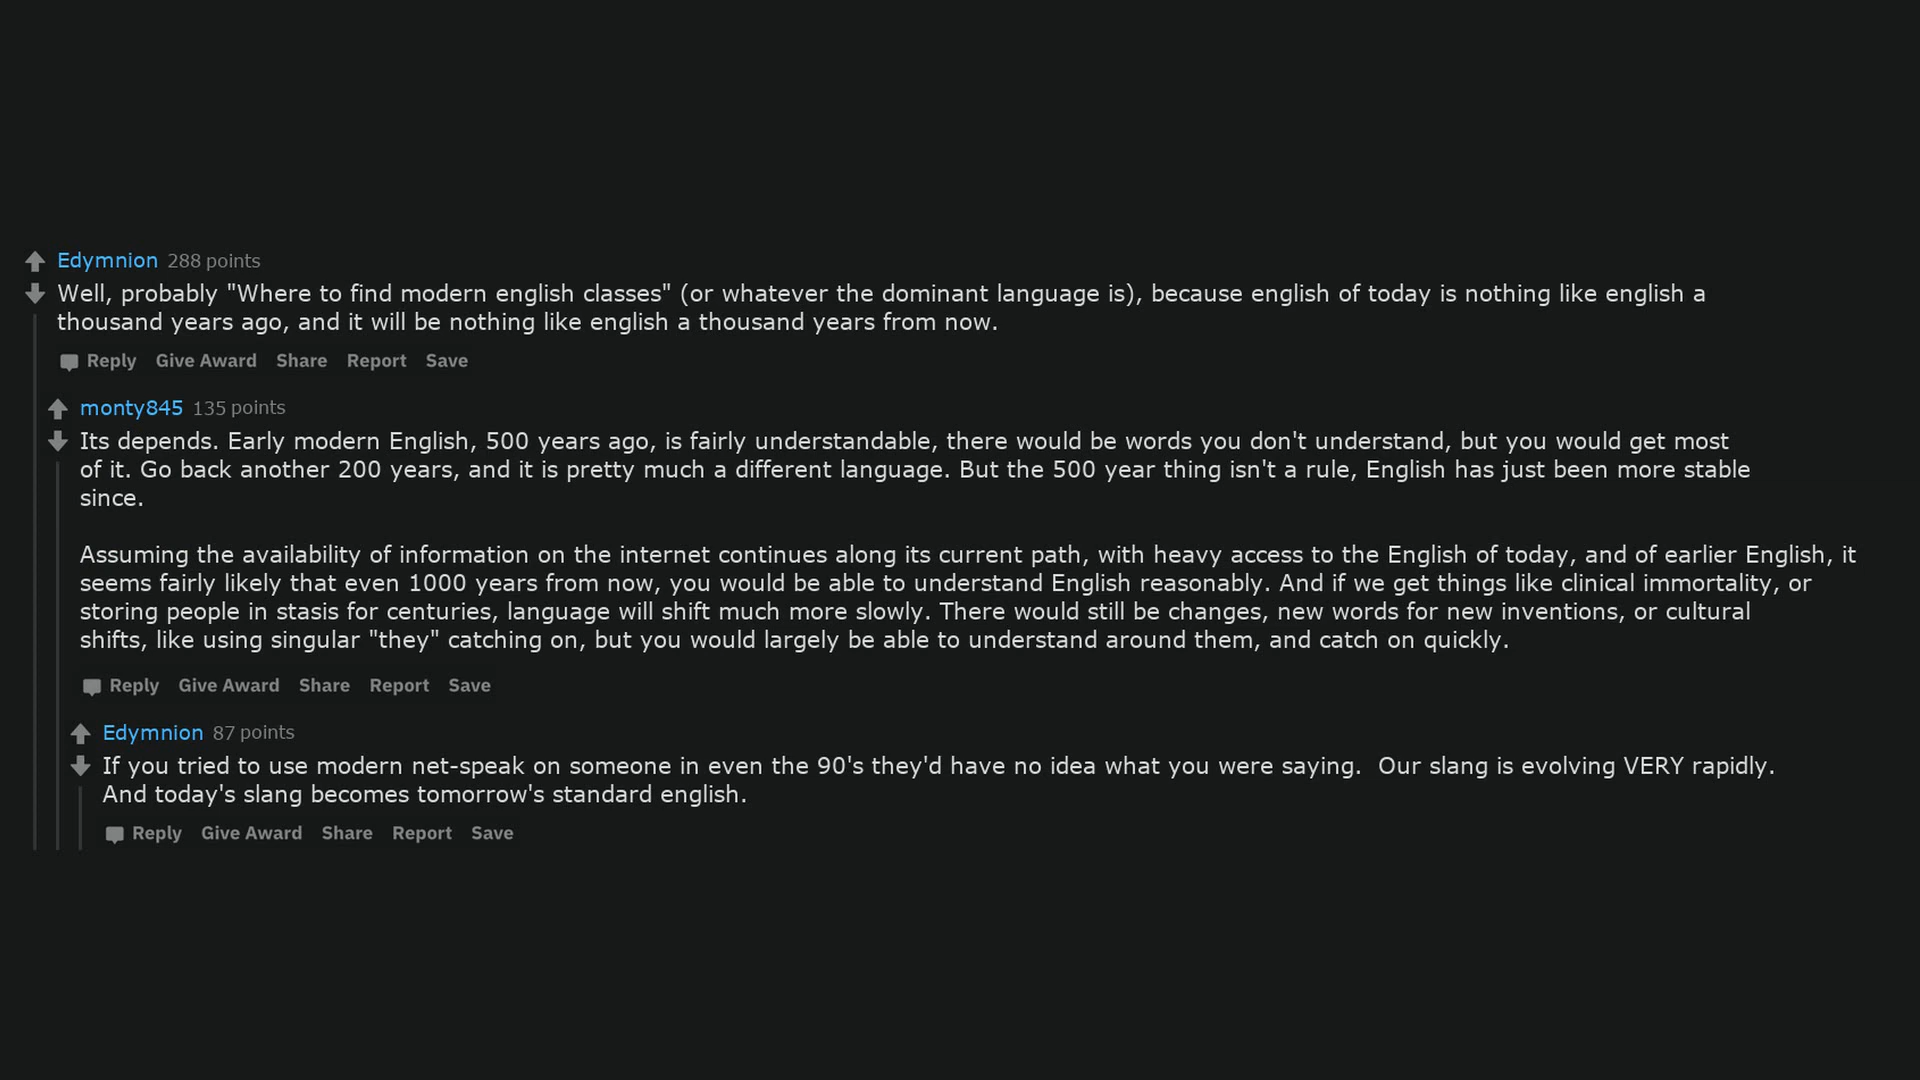 Edymnion 288 points
Well, probably "Where to find modern english classes" (or whatever the dominant language is), because english of today is nothing like english a
thousand years ago, and it will be nothing like english a thousand years from now.
Reply Give Award Share Report Save
monty845 135 points
Its depends. Early modern English, 500 years ago, is fairly understandable, there would be words you don't understand, but you would get most
of it. Go back another 200 years, and it is pretty much a different language. But the 500 year thing isn't a rule, English has just been more stable
since.
Assuming the availability of information on the internet continues along its current path, with heavy access to the English of today, and of earlier English, it
seems fairly likely that even 1000 years from now, you would be able to understand English reasonably. And if we get things like clinical immortality, or
storing people in stasis for centuries, language will shift much more slowly. There would still be changes, new words for new inventions, or cultural
shifts, like using singular "they" catching on, but you would largely be able to understand around them, and catch on quickly.
Reply Give Award Share Report Save
Edymnion 87 points
If you tried to use modern net-speak on someone in even the 90's they'd have no idea what you were saying.  Our slang is evolving VERY rapidly.
And today's slang becomes tomorrow's standard english.
Reply Give Award Share Report Save